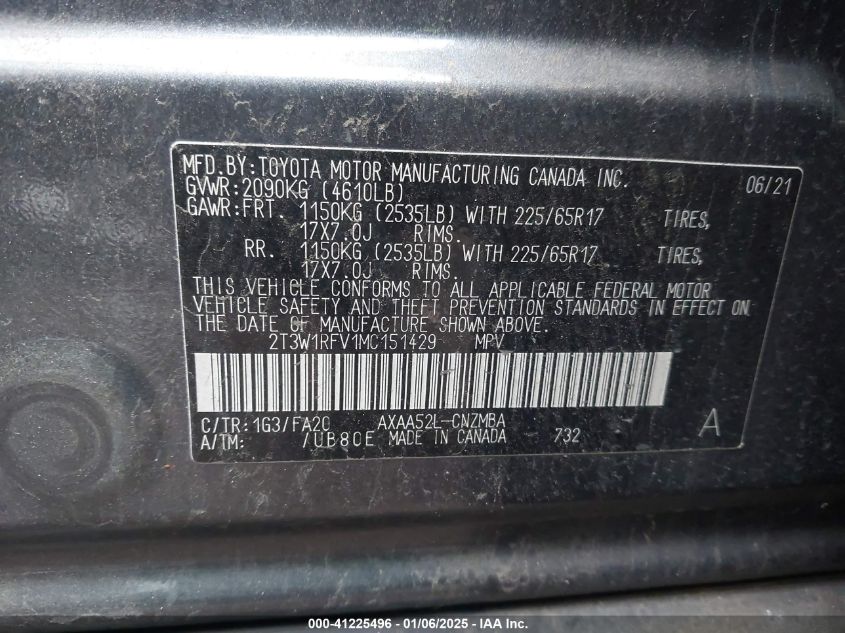 MFD.BY:TOYOTA MOTOR MANUFACTURING CANADA INC. 06/21
GVWR:2090KG (4610LB)
GAWR:FRT. 1150KG (2535LB) WITH 225/65R17 TIRES,
17X7.0J RIMS.
RR. 1150KG (2535LB) WITH 225/65R17 TIRES,
17X7.0J RIMS.
THIS VEHICLE CONFORMS TO ALL APPLICABLE FEDERAL MOTOR
VEHICLE SAFETY AND THEFT PREVENTION STANDARDS IN EFFECT ON
THE DATE OF MANUFACTURE SHOWN ABOVE.
2T3W1RFV1MC151429 MPV
C/TR:1G3/FA20 AXAA52L-CNZMBA A
A/TM: /UB80E MADE IN CANADA 732
000-41225496 - 01/06/2025 - IAAI.COM